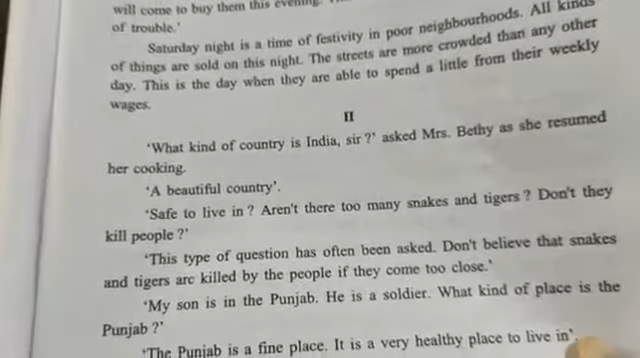 will come to buy them this evening.
of trouble.'
Saturday night is a time of festivity in poor neighbourhoods. All kinds
of things are sold on this night. The streets are more crowded than any other
day. This is the day when they are able to spend a little from their weekly
wages.
II
'What kind of country is India, sir ?' asked Mrs. Bethy as she resumed
her cooking.
'A beautiful country'.
'Safe to live in ? Aren't there too many snakes and tigers ? Don't they
kill people ?'
'This type of question has often been asked. Don't believe that snakes
and tigers are killed by the people if they come too close.'
'My son is in the Punjab. He is a soldier. What kind of place is the
Punjab ?'
'The Punjab is a fine place. It is a very healthy place to live in'.